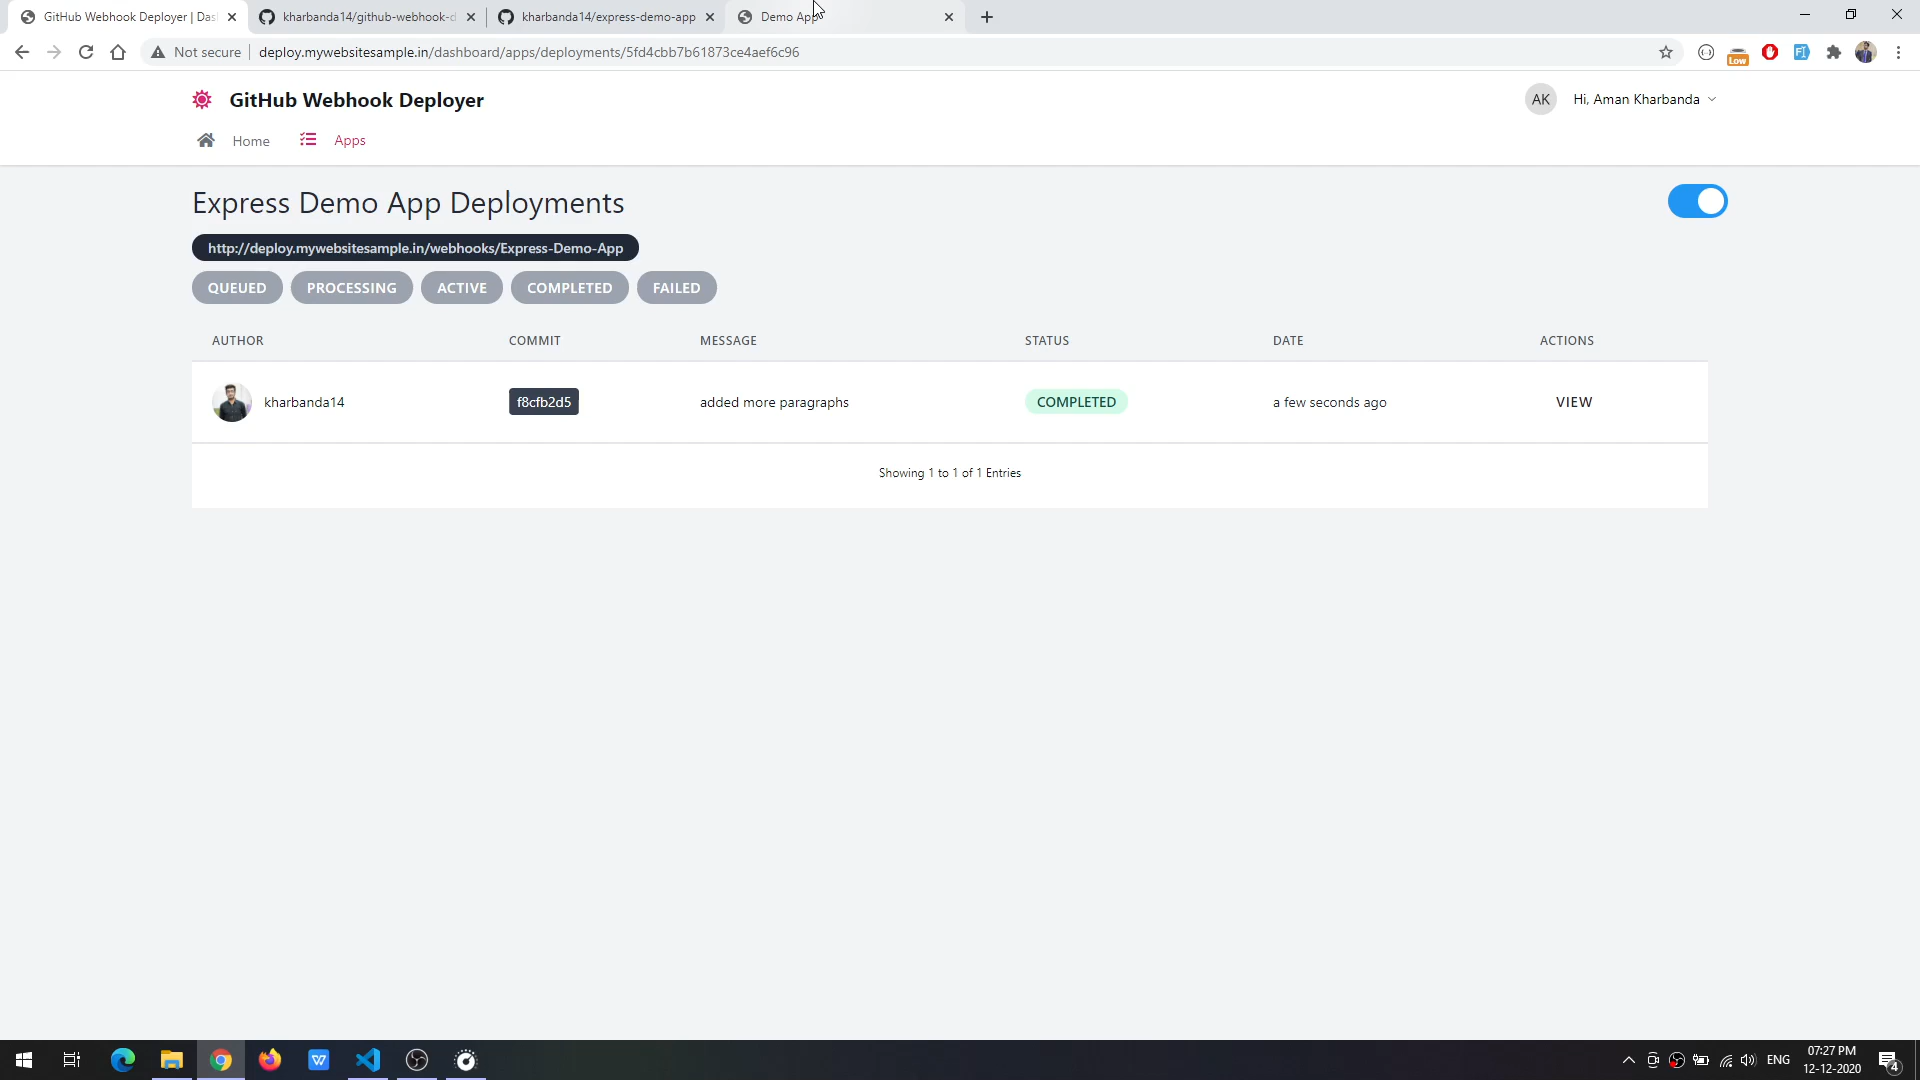 GitHub Webhook Deployer | Das
kharbanda14/github-webhook-d
kharbanda14/express-demo-app
Demo App
Not secure
deploy.mywebsitesample.in/dashboard/apps/deployments/5fd4cbb7b61873ce4aef6c96
Low
GitHub Webhook Deployer
AK
Hi, Aman Kharbanda
Home
Apps
Express Demo App Deployments
http://deploy.mywebsitesample.in/webhooks/Express-Demo-App
QUEUED
PROCESSING
ACTIVE
COMPLETED
FAILED
AUTHOR
COMMIT
MESSAGE
STATUS
DATE
ACTIONS
kharbanda14
f8cfb2d5
added more paragraphs
COMPLETED
a few seconds ago
VIEW
Showing 1 to 1 of 1 Entries
ENG
07:27 PM
12-12-2020
4